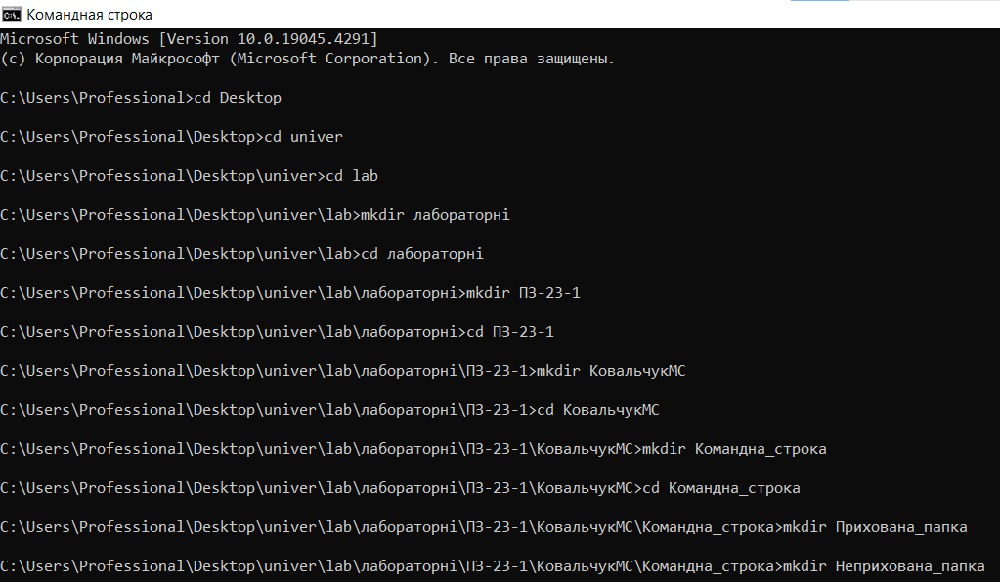 Командная строка
Microsoft Windows [Version 10.0.19045.4291]
(c) Корпорация Майкрософт (Microsoft Corporation). Все права защищены.
C:\Users\Professional>cd Desktop
C:\Users\Professional\Desktop>cd univer
C:\Users\Professional\Desktop\univer>cd lab
C:\Users\Professional\Desktop\univer\lab>mkdir лабораторні
C:\Users\Professional\Desktop\univer\lab>cd лабораторні
C:\Users\Professional\Desktop\univer\lab\лабораторні>mkdir ПЗ-23-1
C:\Users\Professional\Desktop\univer\lab\лабораторні>cd ПЗ-23-1
C:\Users\Professional\Desktop\univer\lab\лабораторні\ПЗ-23-1>mkdir КовальчукМС
C:\Users\Professional\Desktop\univer\lab\лабораторні\ПЗ-23-1>cd КовальчукМС
C:\Users\Professional\Desktop\univer\lab\лабораторні\ПЗ-23-1\КовальчукМС>mkdir Командна_строка
C:\Users\Professional\Desktop\univer\lab\лабораторні\ПЗ-23-1\КовальчукМС>cd Командна_строка
C:\Users\Professional\Desktop\univer\lab\лабораторні\ПЗ-23-1\КовальчукМС\Командна_строка>mkdir Прихована_папка
C:\Users\Professional\Desktop\univer\lab\лабораторні\ПЗ-23-1\КовальчукМС\Командна_строка>mkdir Неприхована_папка